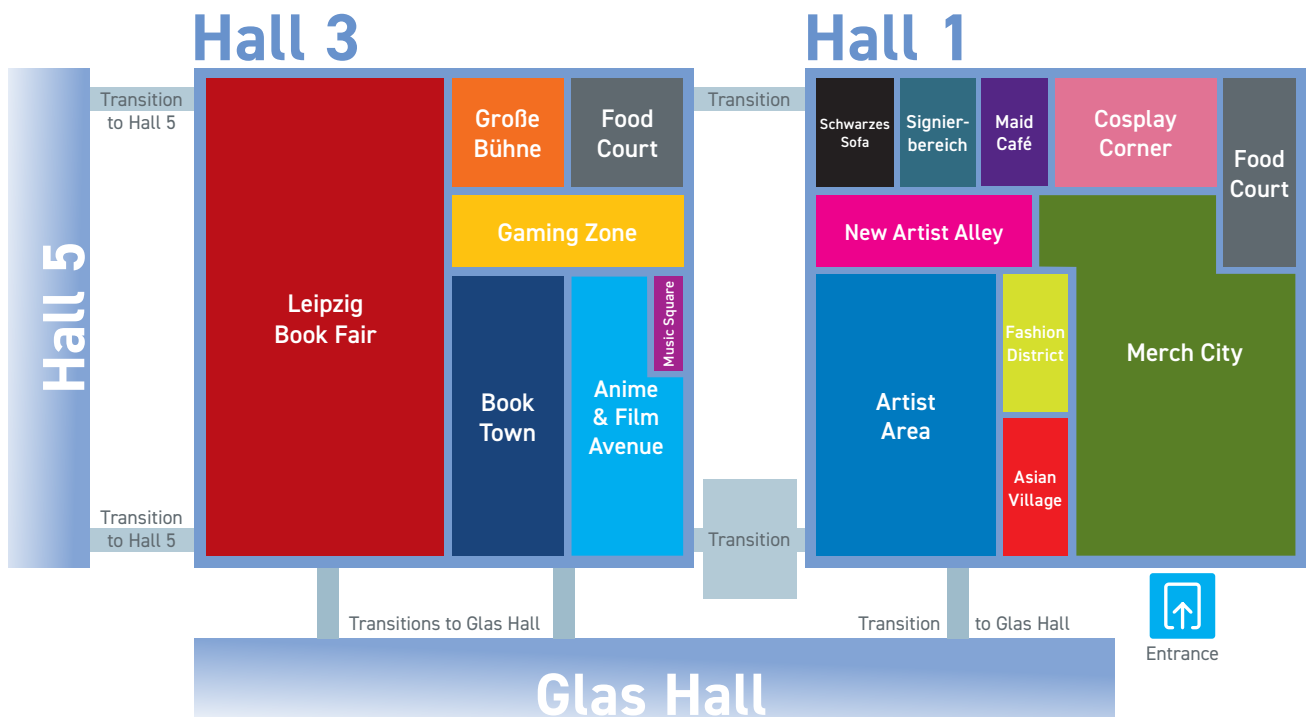 Hall 3
Hall 1
Transition
to Hall 5
Transition
Große
Bühne
Food
Court
Schwarzes
Sofa
Signier-
bereich
Maid
Café
Cosplay
Corner
Food
Court
Gaming Zone
New Artist Alley
Hall 5
Leipzig
Book Fair
Music Square
Fashion
District
Merch City
Book
Town
Anime
& Film
Avenue
Artist
Area
Asian
Village
Transition
to Hall 5
Transition
Transitions to Glas Hall
Transition
to Glas Hall
Entrance
Glas Hall